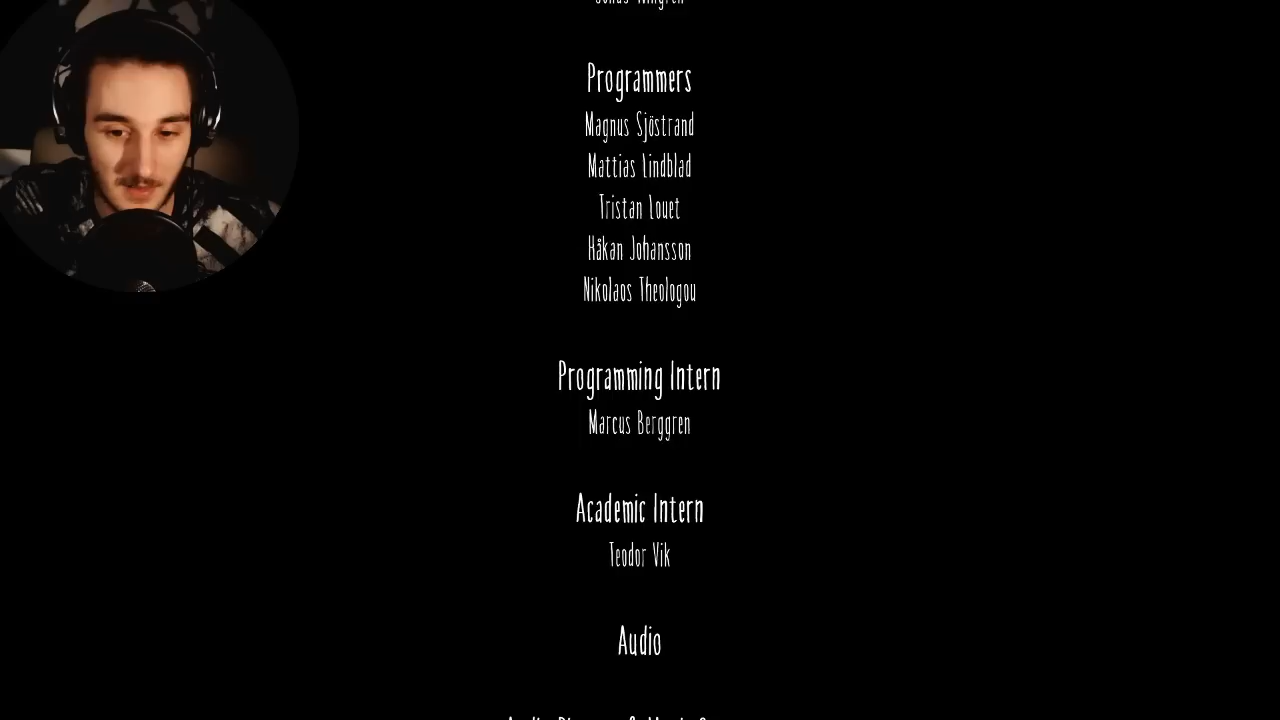 Programmers
Magnus Sjöstrand
Mattias Lindblad
Tristan Louet
Håkan Johansson
Nikolaos Theologou
Programming Intern
Marcus Berggren
Academic Intern
Teodor Vik
Audio